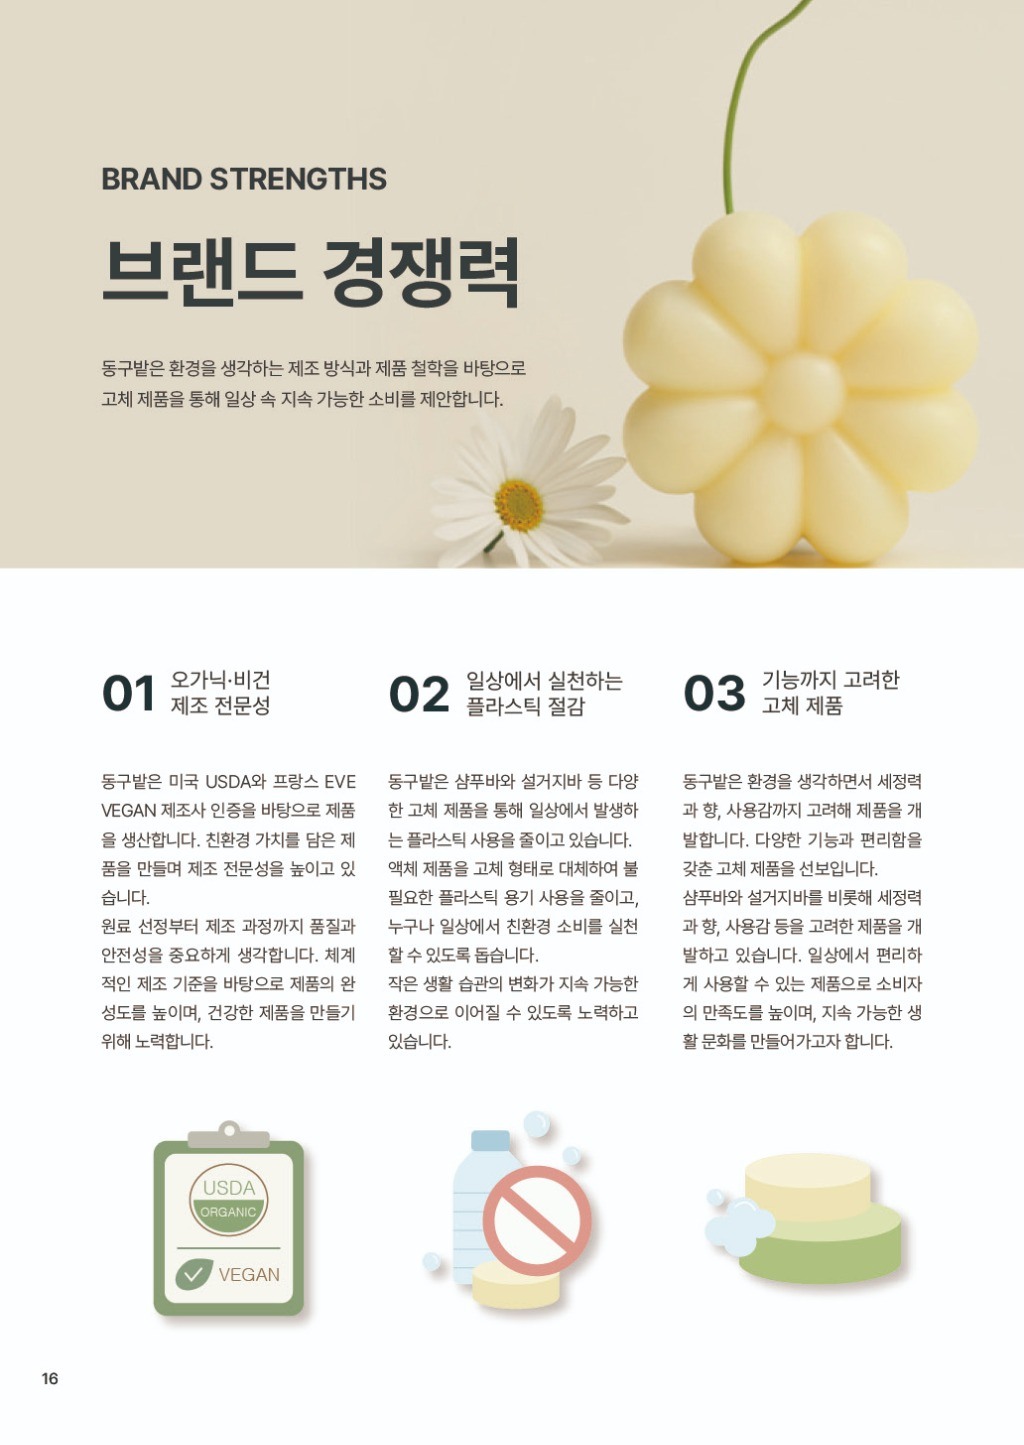 BRAND STRENGTHS
브랜드 경쟁력
동구밭은 환경을 생각하는 제조 방식과 제품 철학을 바탕으로
고체 제품을 통해 일상 속 지속 가능한 소비를 제안합니다.
01
오가닉·비건
제조 전문성
동구밭은 미국 USDA와 프랑스 EVE
VEGAN 제조사 인증을 바탕으로 제품
을 생산합니다. 친환경 가치를 담은 제
품을 만들며 제조 전문성을 높이고 있
습니다.
원료 선정부터 제조 과정까지 품질과
안전성을 중요하게 생각합니다. 체계
적인 제조 기준을 바탕으로 제품의 완
성도를 높이며, 건강한 제품을 만들기
위해 노력합니다.
USDA
ORGANIC
VEGAN
02
일상에서 실천하는
플라스틱 절감
동구밭은 샴푸바와 설거지바 등 다양
한 고체 제품을 통해 일상에서 발생하
는 플라스틱 사용을 줄이고 있습니다.
액체 제품을 고체 형태로 대체하여 불
필요한 플라스틱 용기 사용을 줄이고,
누구나 일상에서 친환경 소비를 실천
할 수 있도록 돕습니다.
작은 생활 습관의 변화가 지속 가능한
환경으로 이어질 수 있도록 노력하고
있습니다.
03
기능까지 고려한
고체 제품
동구밭은 환경을 생각하면서 세정력
과 향, 사용감까지 고려해 제품을 개
발합니다. 다양한 기능과 편리함을
갖춘 고체 제품을 선보입니다.
샴푸바와 설거지바를 비롯해 세정력
과 향, 사용감 등을 고려한 제품을 개
발하고 있습니다. 일상에서 편리하
게 사용할 수 있는 제품으로 소비자
의 만족도를 높이며, 지속 가능한 생
활 문화를 만들어가고자 합니다.
16